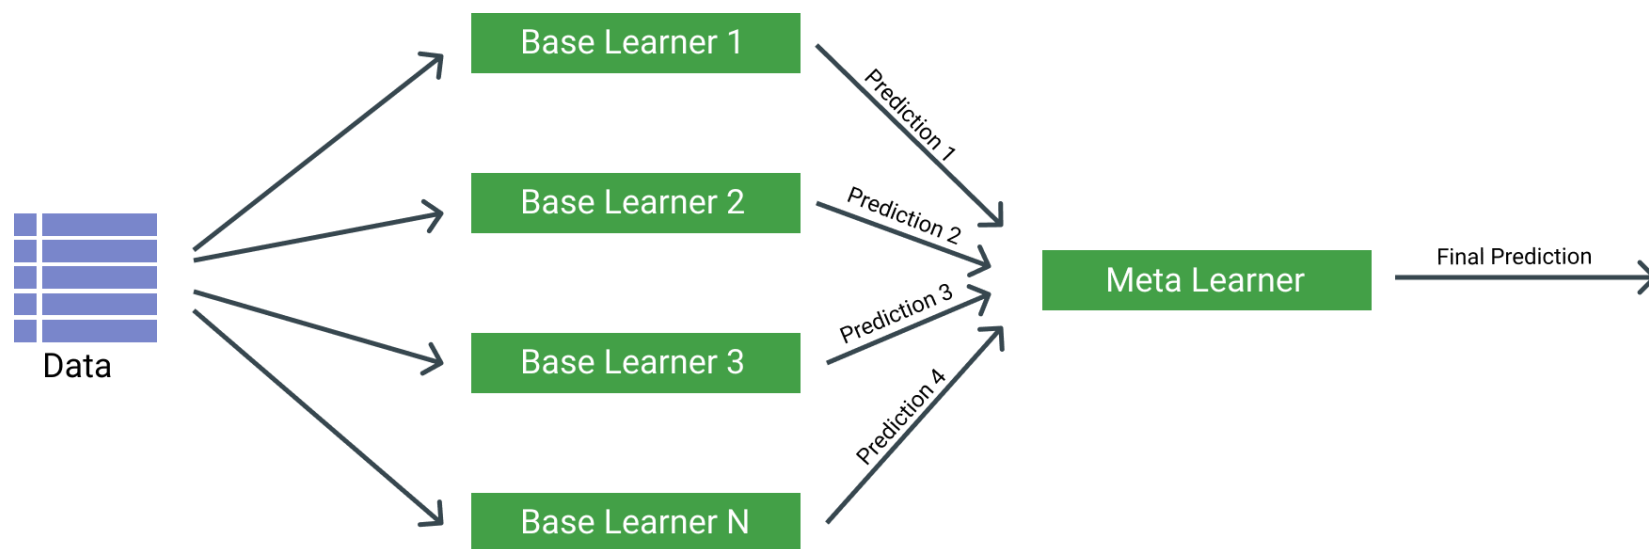 Base Learner 1
Prediction 1
Base Learner 2
Prediction 2
Final Prediction
Meta Learner
Prediction 3
Base Learner 3
Data
Prediction 4
Base Learner N